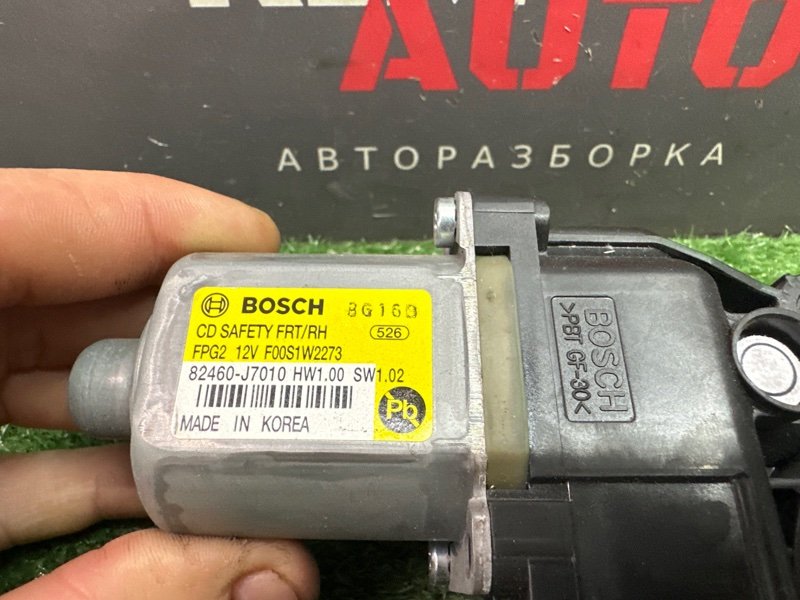 AUTO
АВТОРАЗБОРКА
BOSCH 8G16D
CD SAFETY FRT/RH 526
FPG2 12V F00S1W2273
82460-J7010 HW1.00 SW1.02
Pb
MADE IN KOREA
BOSCH
>PBT GF-30<